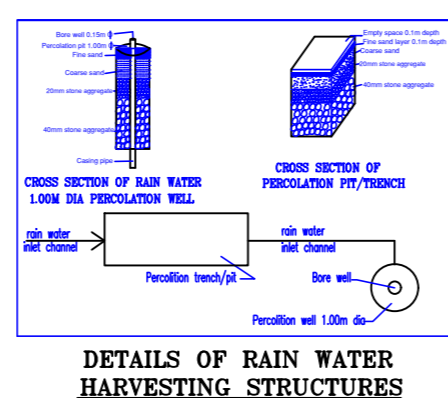 Bore well 0.15m ϕ
Percolation pit 1.00m ϕ
Fine sand
Coarse sand
20mm stone aggregate
40mm stone aggregate
Casing pipe
CROSS SECTION OF RAIN WATER
1.00M DIA PERCOLATION WELL
Empty space 0.1m depth
Fine sand layer 0.1m depth
Coarse sand
20mm stone aggregate
40mm stone aggregate
CROSS SECTION OF
PERCOLATION PIT/TRENCH
rain water
inlet channel
Percolition trench/pit
rain water
inlet channel
Bore well
Percolition well 1.00m dia
DETAILS OF RAIN WATER
HARVESTING STRUCTURES